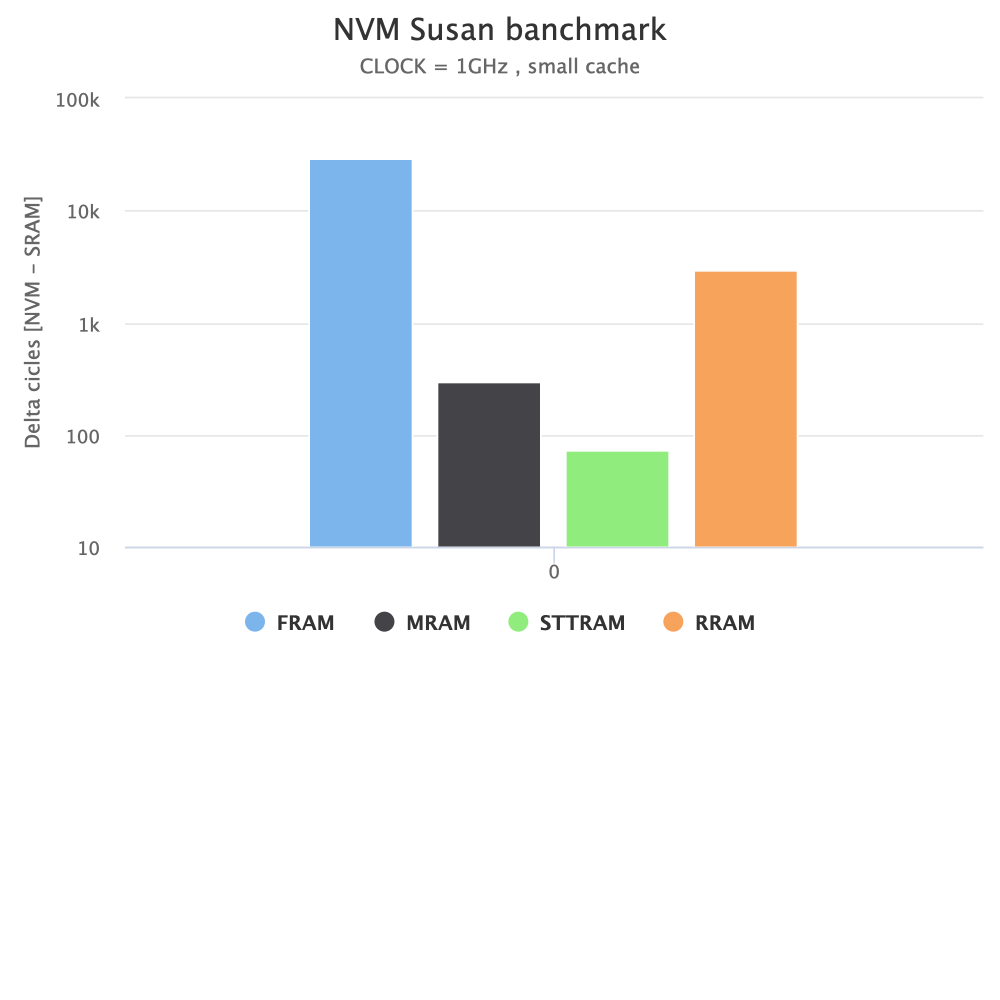 NVM Susan banchmark
CLOCK = 1GHz , small cache
Delta cicles [NVM - SRAM]
100k
10k
1k
100
10
0
FRAM
MRAM
STTRAM
RRAM